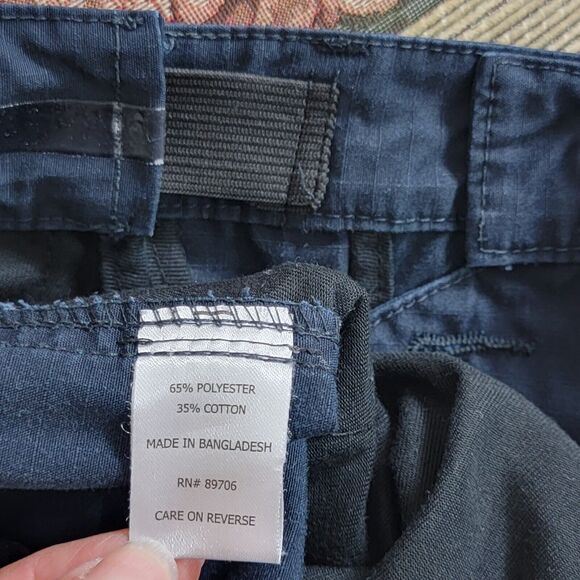 65% POLYESTER
35% COTTON
MADE IN BANGLADESH
RN# 89706
CARE ON REVERSE